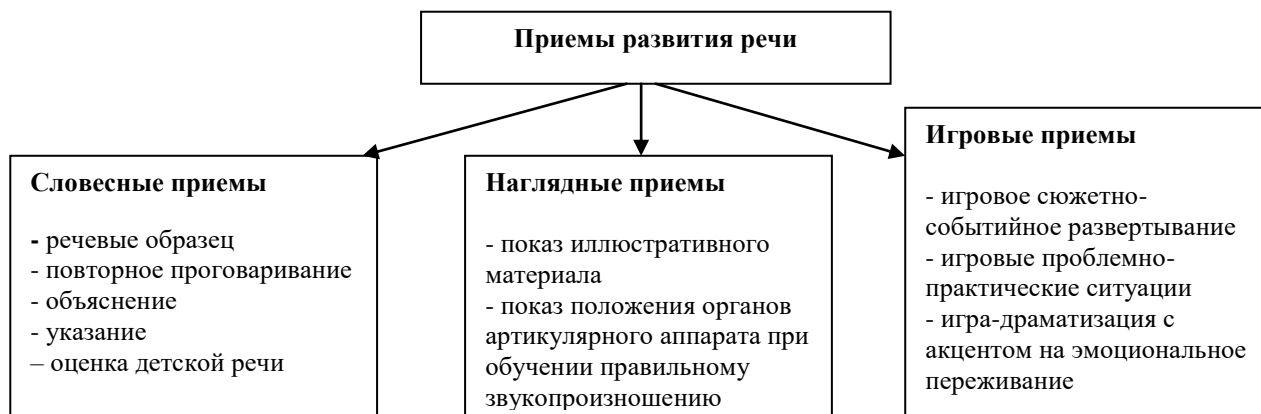 Приемы развития речи
Словесные приемы
- речевые образец
- повторное проговаривание
- объяснение
- указание
– оценка детской речи
Наглядные приемы
- показ иллюстративного
материала
- показ положения органов
артикулярного аппарата при
обучении правильному
звукопроизношению
Игровые приемы
- игровое сюжетно-
событийное развертывание
- игровые проблемно-
практические ситуации
- игра-драматизация с
акцентом на эмоциональное
переживание